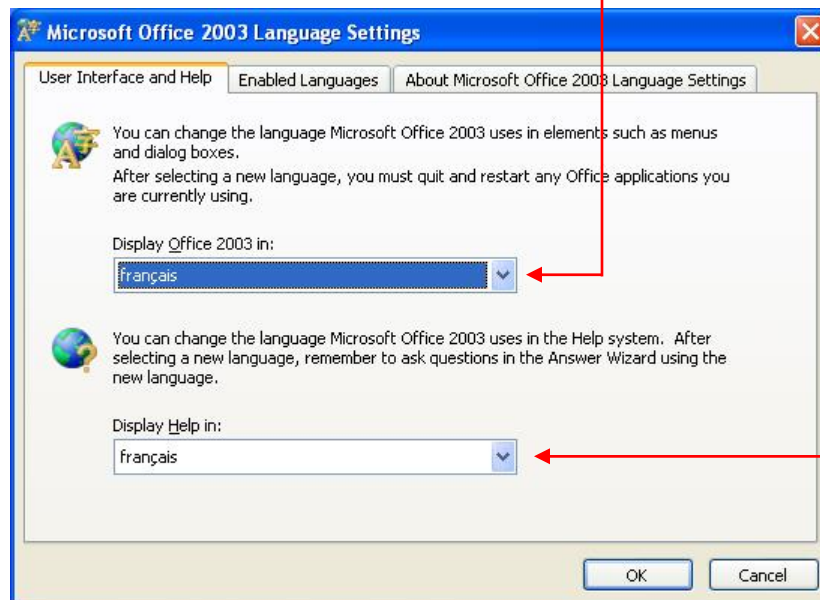 Microsoft Office 2003 Language Settings
User Interface and Help
Enabled Languages
About Microsoft Office 2003 Language Settings
You can change the language Microsoft Office 2003 uses in elements such as menus
and dialog boxes.
After selecting a new language, you must quit and restart any Office applications you
are currently using.
Display Office 2003 in:
français
You can change the language Microsoft Office 2003 uses in the Help system. After
selecting a new language, remember to ask questions in the Answer Wizard using the
new language.
Display Help in:
français
OK
Cancel